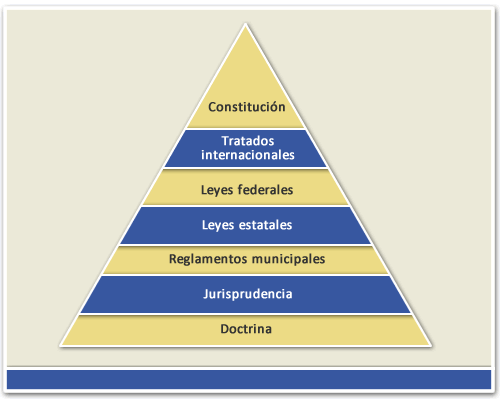 Constitución
Tratados
internacionales
Leyes federales
Leyes estatales
Reglamentos municipales
Jurisprudencia
Doctrina